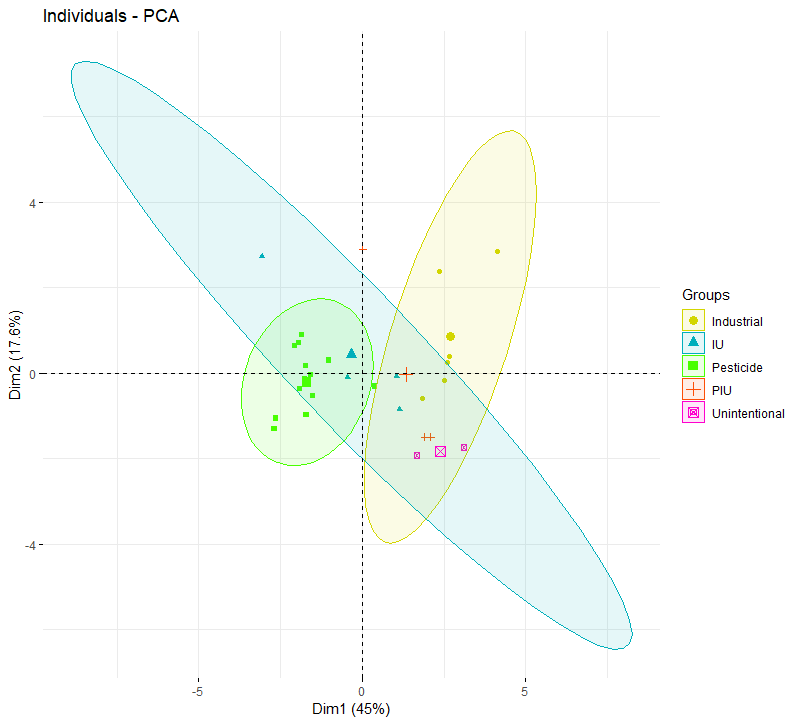 Individuals - PCA
Dim2 (17.6%)
4
0
-4
-5
0
5
Dim1 (45%)
Groups
Industrial
IU
Pesticide
PIU
Unintentional